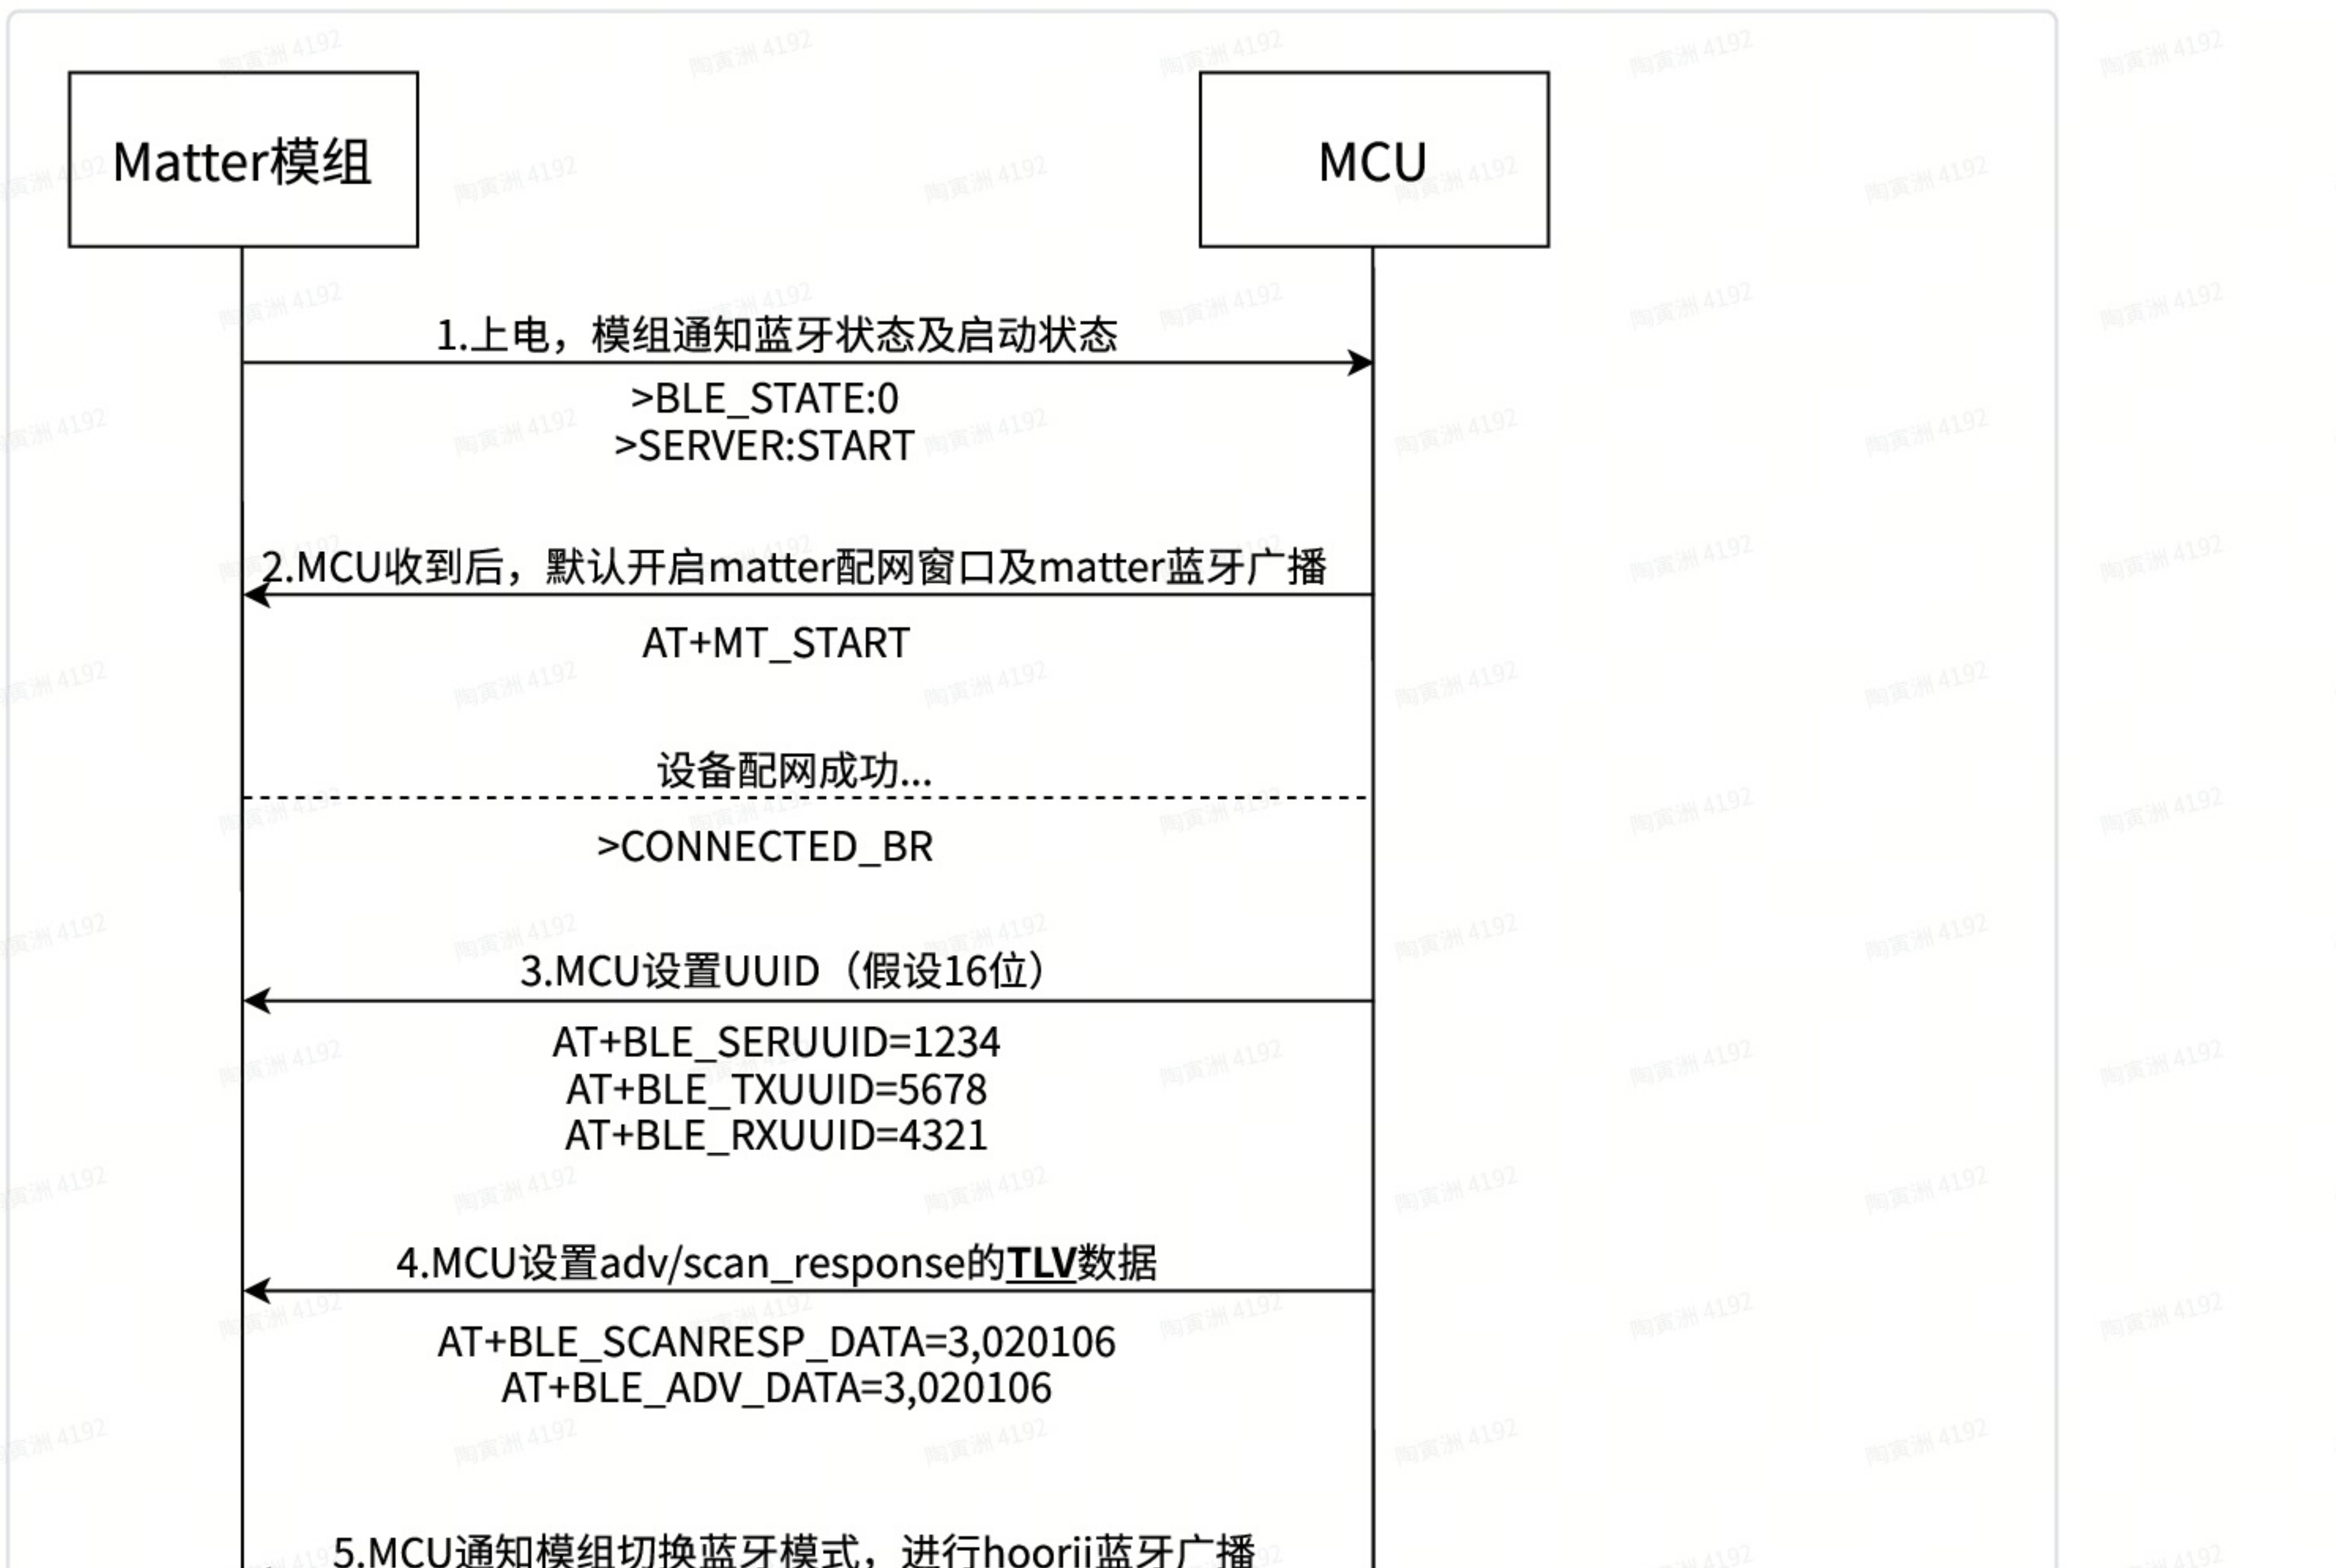 Matter模组
MCU
1.上电，模组通知蓝牙状态及启动状态
>BLE_STATE:0
>SERVER:START
2.MCU收到后，默认开启matter配网窗口及matter蓝牙广播
AT+MT_START
设备配网成功...
>CONNECTED_BR
3.MCU设置UUID（假设16位）
AT+BLE_SERUUID=1234
AT+BLE_TXUUID=5678
AT+BLE_RXUUID=4321
4.MCU设置adv/scan_response的TLV数据
AT+BLE_SCANRESP_DATA=3,020106
AT+BLE_ADV_DATA=3,020106
5.MCU通知模组切换蓝牙模式，进行hoorii蓝牙广播
陶寅洲 4192